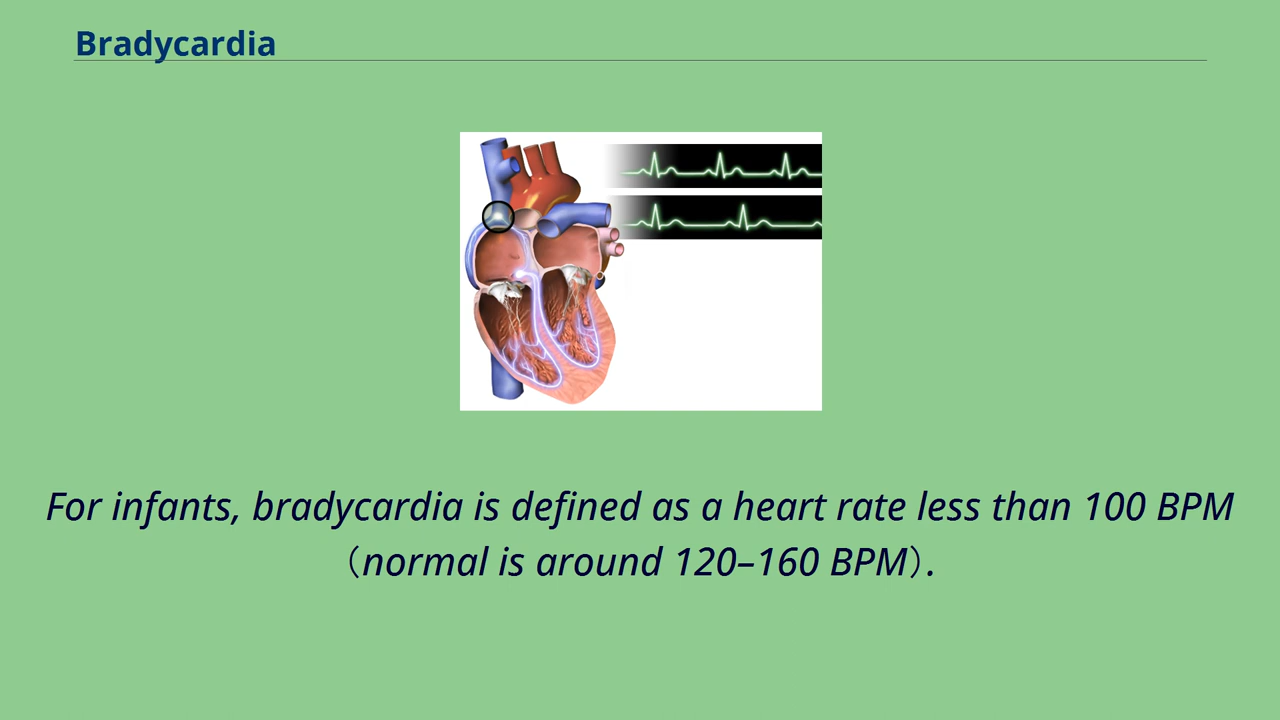 Bradycardia
For infants, bradycardia is defined as a heart rate less than 100 BPM
（normal is around 120–160 BPM）.